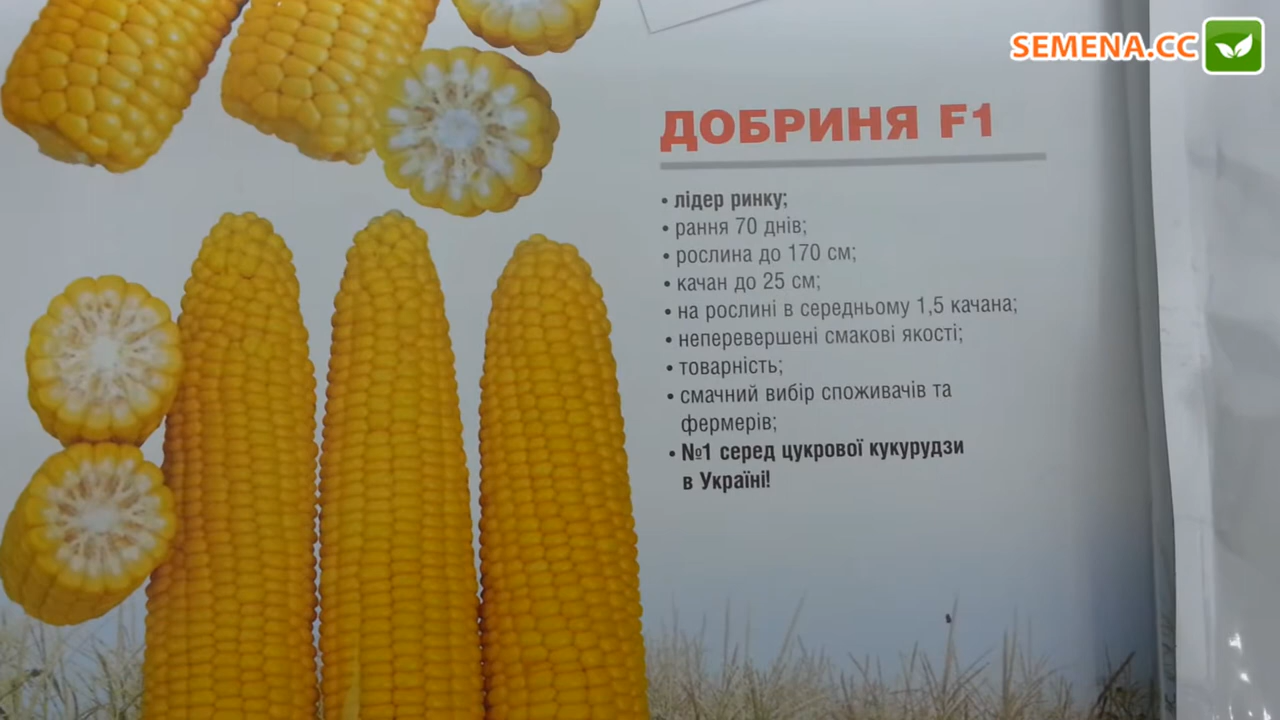 SEMENA.CC
ДОБРИНЯ F1
• лідер ринку;
• рання 70 днів;
• рослина до 170 см;
• качан до 25 см;
• на рослині в середньому 1,5 качана;
• неперевершені смакові якості;
• товарність;
• смачний вибір споживачів та
фермерів;
• №1 серед цукрової кукурудзи
в Україні!